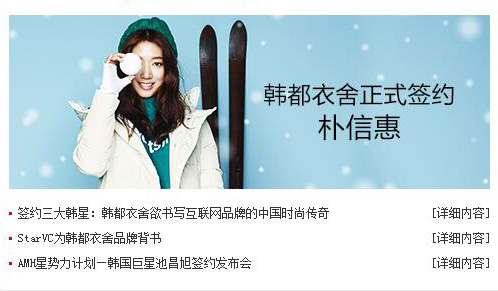 韩都衣舍正式签约
朴信惠
签约三大韩星：韩都衣舍欲书写互联网品牌的中国时尚传奇 [详细内容]
StarVC为韩都衣舍品牌背书 [详细内容]
AMH星势力计划—韩国巨星池昌旭签约发布会 [详细内容]